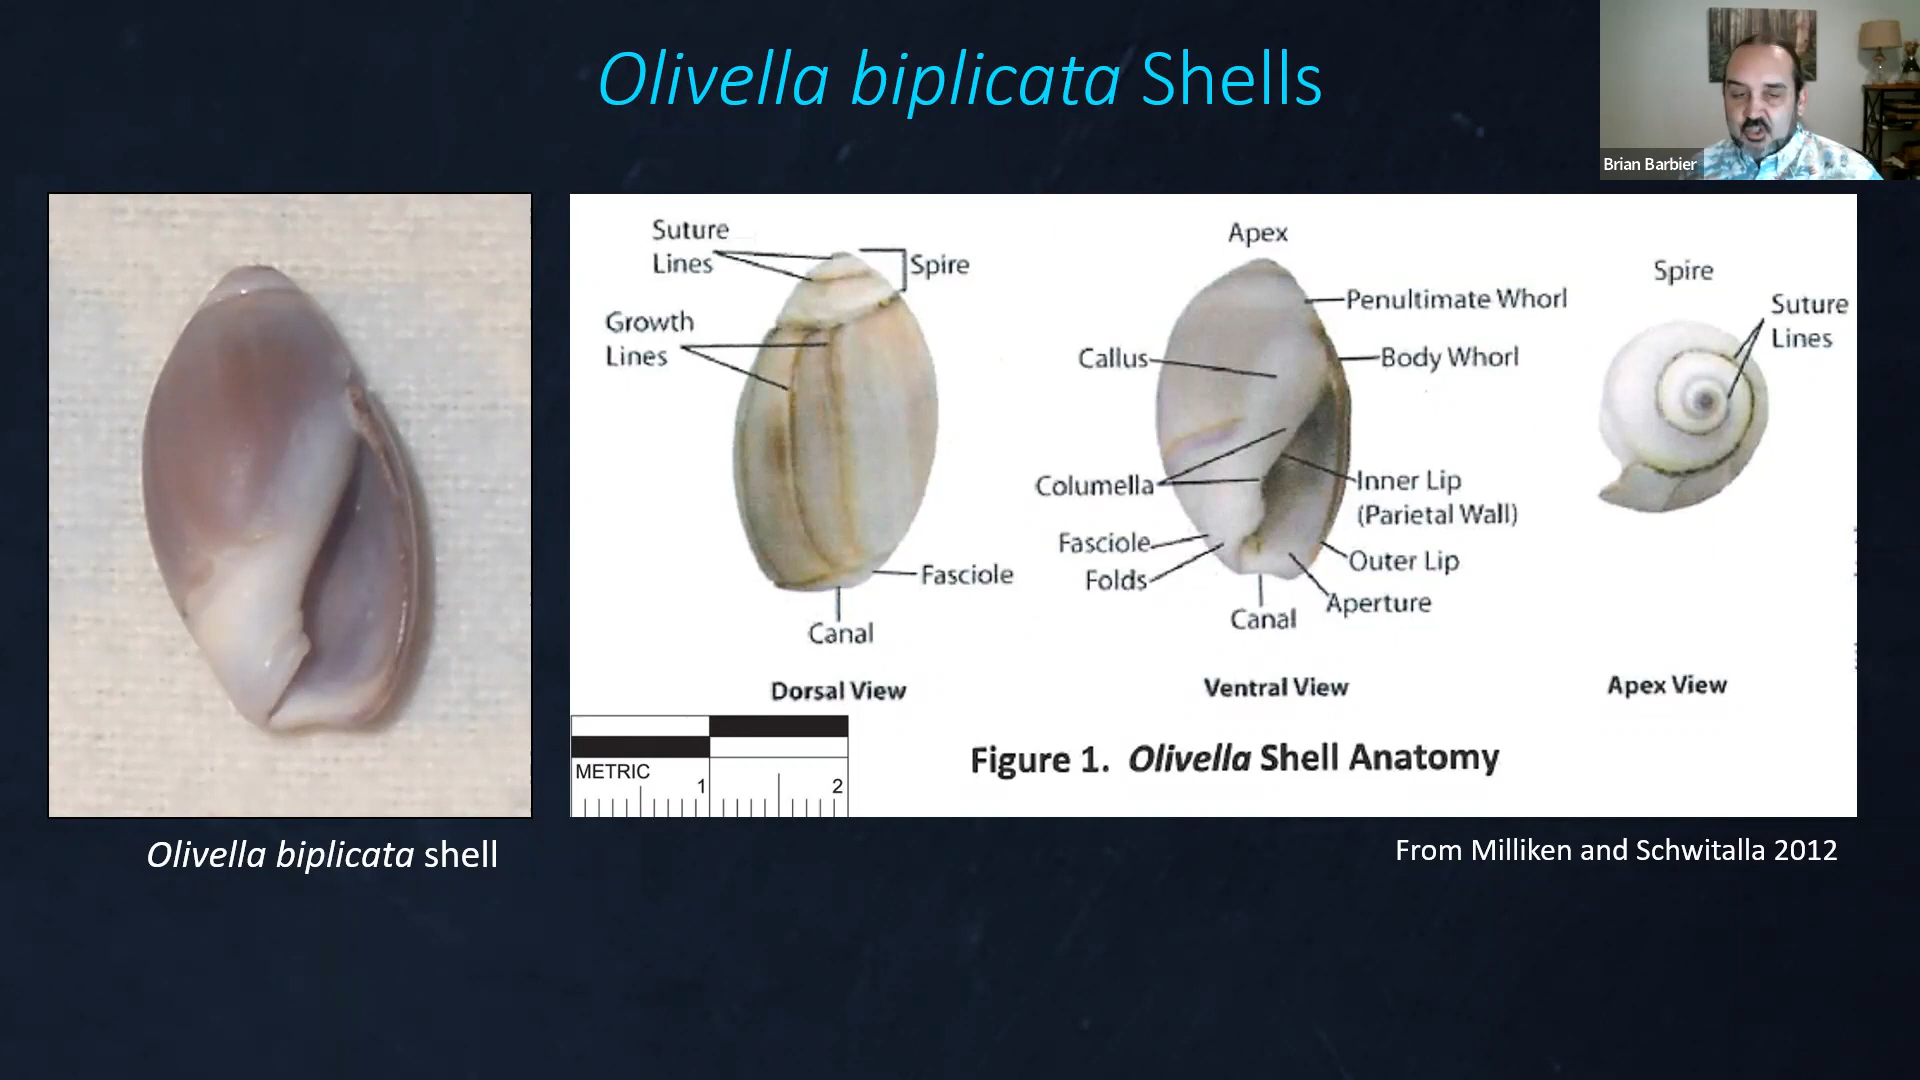 Olivella biplicata Shells
Brian Barbier
Suture
Lines
Spire
Growth
Lines
Fasciole
Canal
Dorsal View
Apex
Penultimate Whorl
Callus
Body Whorl
Columella
Inner Lip
(Parietal Wall)
Fasciole
Folds
Outer Lip
Aperture
Canal
Ventral View
Spire
Suture
Lines
Apex View
METRIC 1 2
Figure 1. Olivella Shell Anatomy
Olivella biplicata shell
From Milliken and Schwitalla 2012